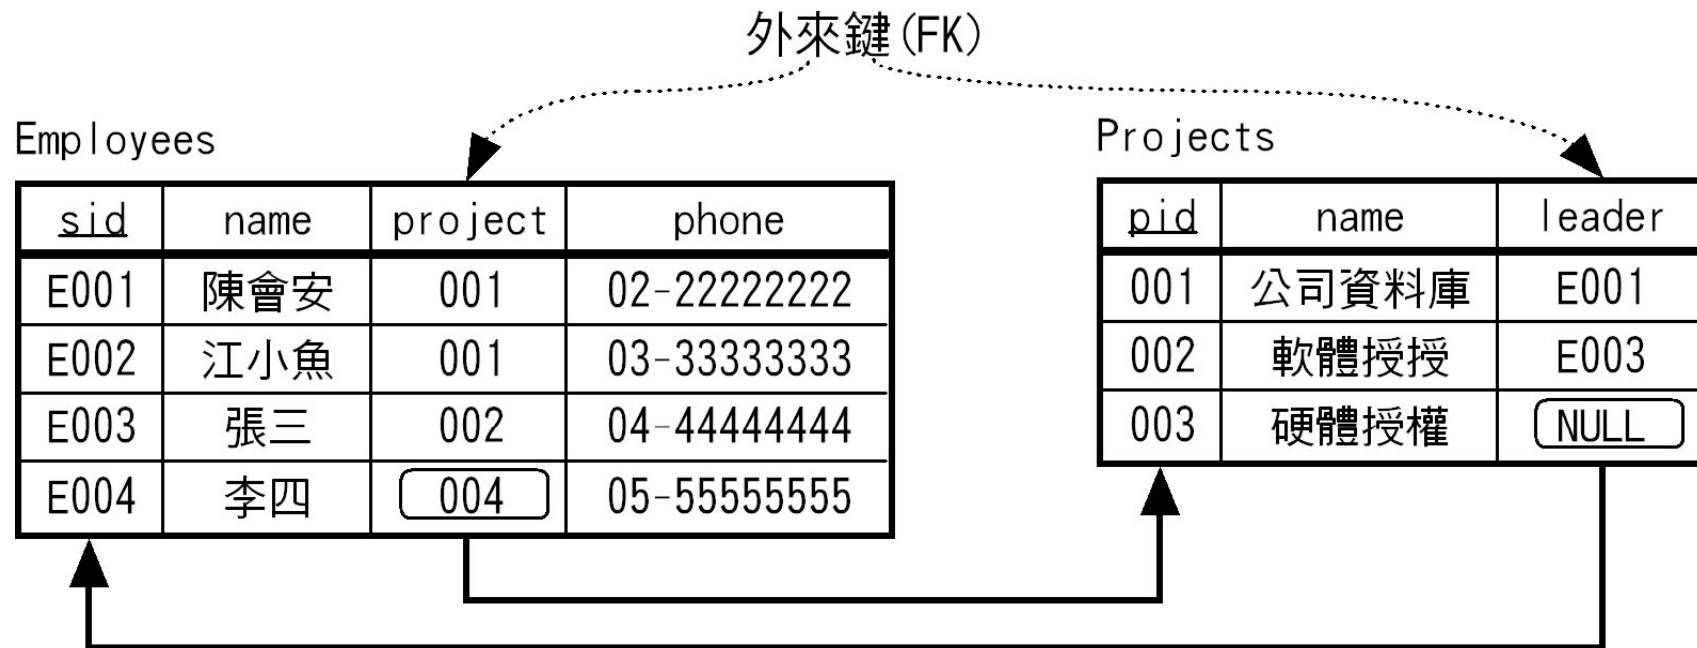 外來鍵(FK)
Employees
sid name project phone
E001 陳會安 001 02-22222222
E002 江小魚 001 03-33333333
E003 張三 002 04-44444444
E004 李四 004 05-55555555
Projects
pid name leader
001 公司資料庫 E001
002 軟體授授 E003
003 硬體授權 NULL